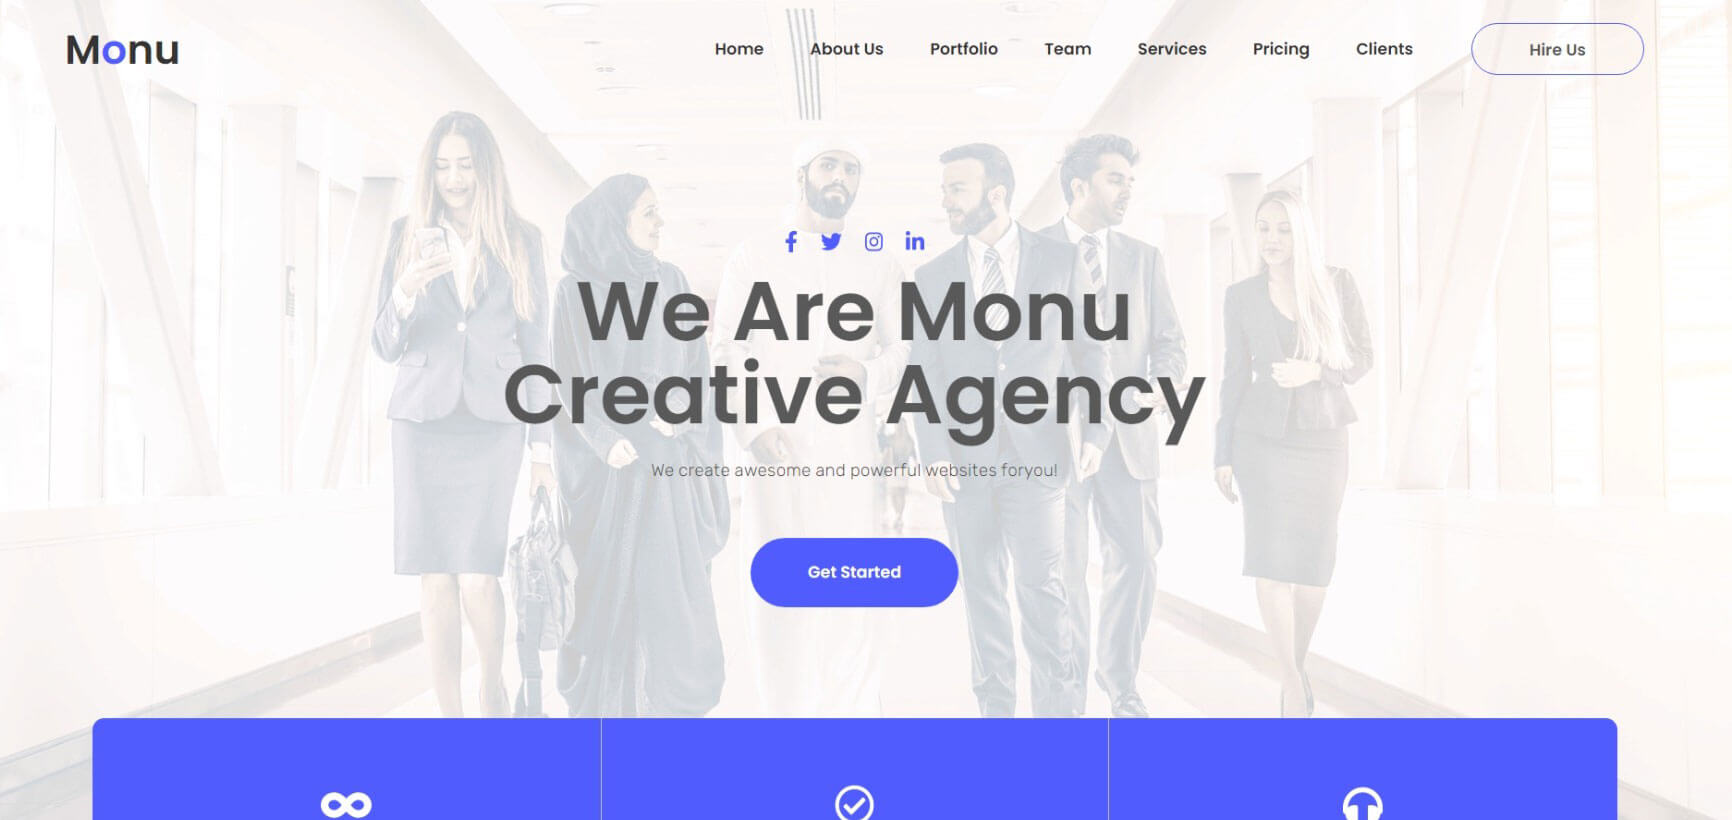 Monu
Home About Us Portfolio Team Services Pricing Clients Hire Us
We Are Monu
Creative Agency
We create awesome and powerful websites foryou!
Get Started